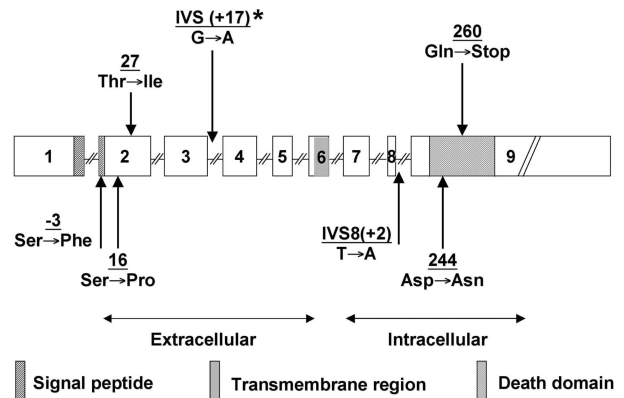 IVS (+17)*
G→A
27
Thr→Ile
260
Gln→Stop
1
2
3
4
5
6
7
8
9
-3
Ser→Phe
16
Ser→Pro
IVS8(+2)
T→A
244
Asp→Asn
Extracellular
Intracellular
Signal peptide
Transmembrane region
Death domain